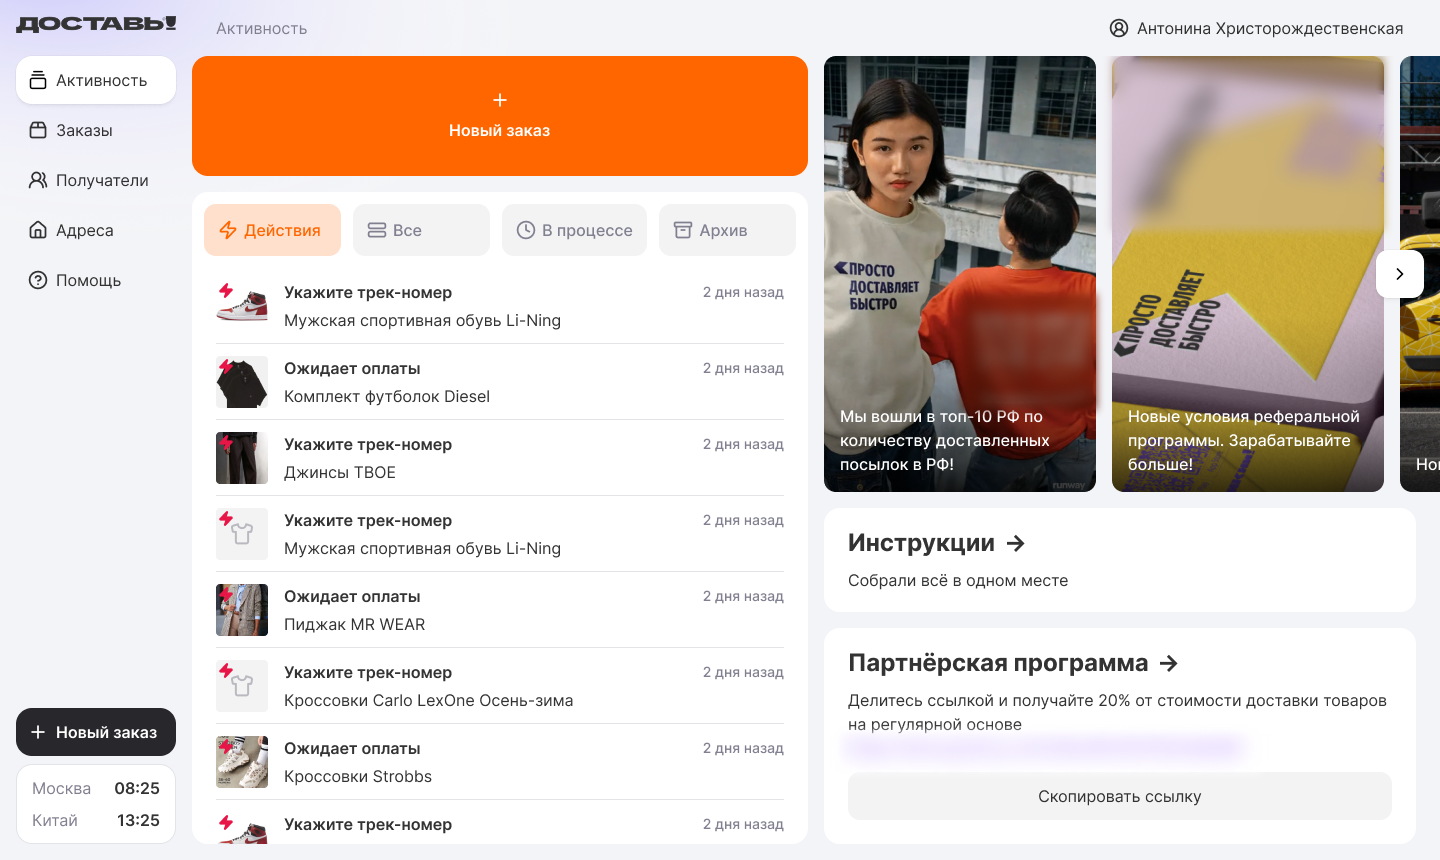 ДОСТАВЬ!
Активность
Антонина Христорождественская
Активность
Заказы
Получатели
Адреса
Помощь
Новый заказ
Москва 08:25
Китай 13:25
Новый заказ
Действия
Все
В процессе
Архив
Укажите трек-номер 2 дня назад
Мужская спортивная обувь Li-Ning
Ожидает оплаты 2 дня назад
Комплект футболок Diesel
Укажите трек-номер 2 дня назад
Джинсы ТВОЕ
Укажите трек-номер 2 дня назад
Мужская спортивная обувь Li-Ning
Ожидает оплаты 2 дня назад
Пиджак MR WEAR
Укажите трек-номер 2 дня назад
Кроссовки Carlo LexOne Осень-зима
Ожидает оплаты 2 дня назад
Кроссовки Strobbs
Укажите трек-номер 2 дня назад
ПРОСТО
ДОСТАВЛЯЕТ
БЫСТРО
Мы вошли в топ-10 РФ по
количеству доставленных
посылок в РФ!
runway
ПРОСТО
ДОСТАВЛЯЕТ
БЫСТРО
Новые условия реферальной
программы. Зарабатывайте
больше!
Инструкции
Собрали всё в одном месте
Партнёрская программа
Делитесь ссылкой и получайте 20% от стоимости доставки товаров
на регулярной основе
Скопировать ссылку